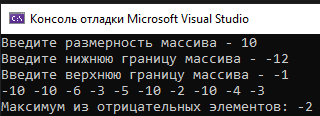 Консоль отладки Microsoft Visual Studio
Введите размерность массива - 10
Введите нижнюю границу массива - -12
Введите верхнюю границу массива - -1
-10 -10 -6 -3 -5 -10 -2 -10 -4 -3
Максимум из отрицательных элементов: -2